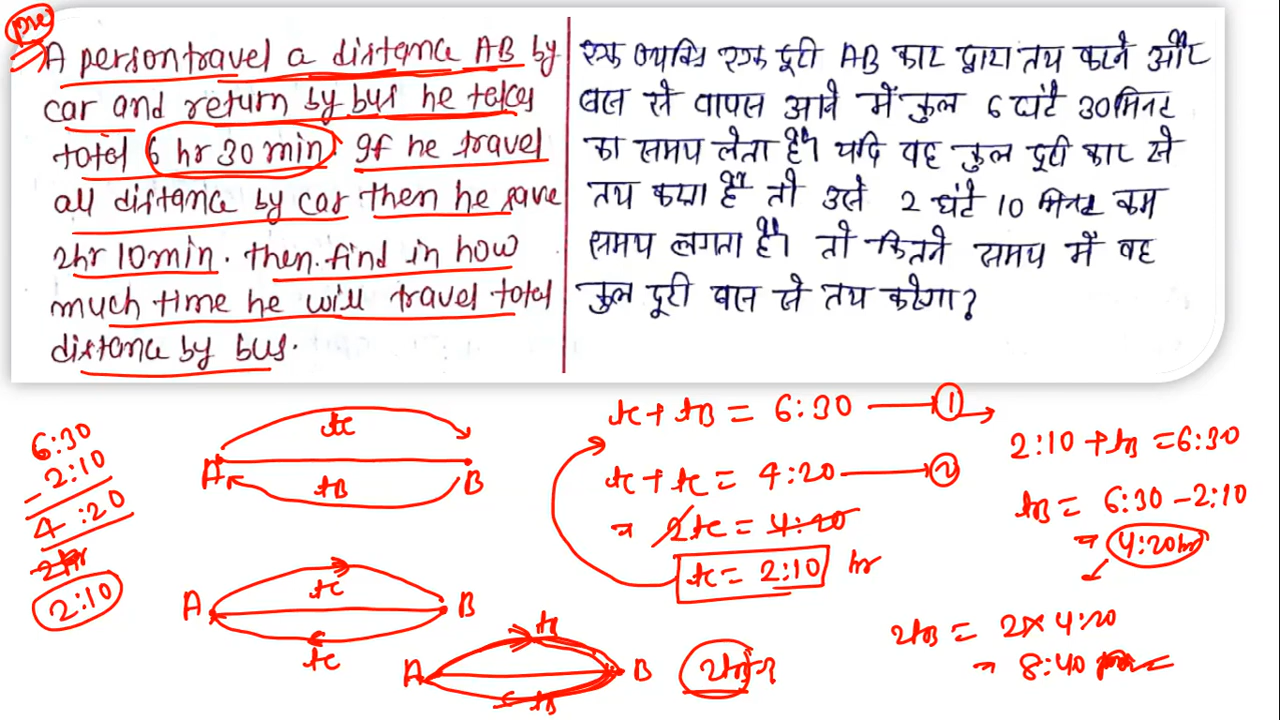 pre
A person travel a distance AB by
car and return by bus he takes
total 6 hr 30 min. If he travel
all distance by car then he save
2hr 10min. then find in how
much time he will travel total
distance by bus.
एक व्यक्ति एक दूरी AB कार द्वारा तय करने और
बस से वापस आने में कुल 6 घंटे 30 मिनट
का समय लेता है। यदि वह कुल दूरी कार से
तय करता है तो उसे 2 घंटे 10 मिनट कम
समय लगता है। तो कितने समय में वह
कुल दूरी बस से तय करेगा?
6:30
- 2:10
4:20
2hr
2:10
tc
A
B
tB
tc
A
B
tc
tB
A
B
tB
tc + tB = 6:30 1
tc + tc = 4:20 2
2tc = 4:20
tc = 2:10 hr
2:10 + tB = 6:30
tB = 6:30 - 2:10
4:20hr
2tB = 2x 4:20
8:40